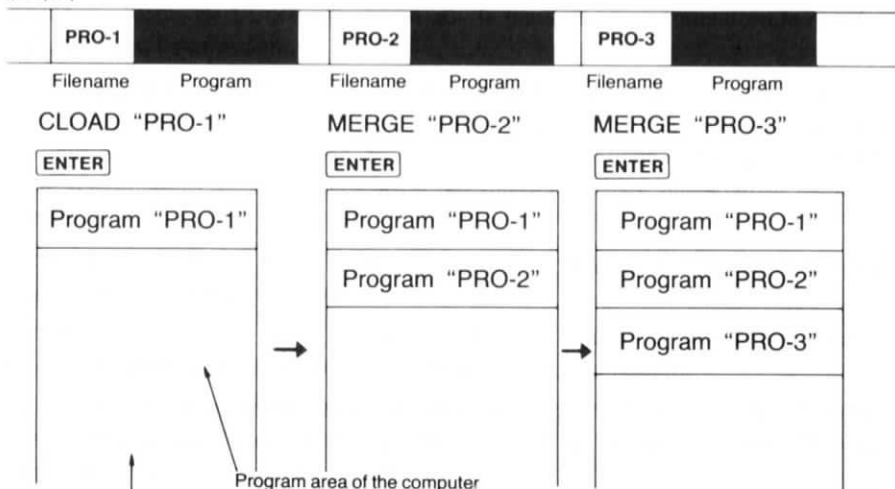 PRO-1 PRO-2 PRO-3
Filename Program Filename Program Filename Program
CLOAD “PRO-1” MERGE “PRO-2” MERGE “PRO-3”
ENTER ENTER ENTER
Program “PRO-1” Program “PRO-1” Program “PRO-1”
Program “PRO-2” Program “PRO-2”
Program “PRO-3”
Program area of the computer